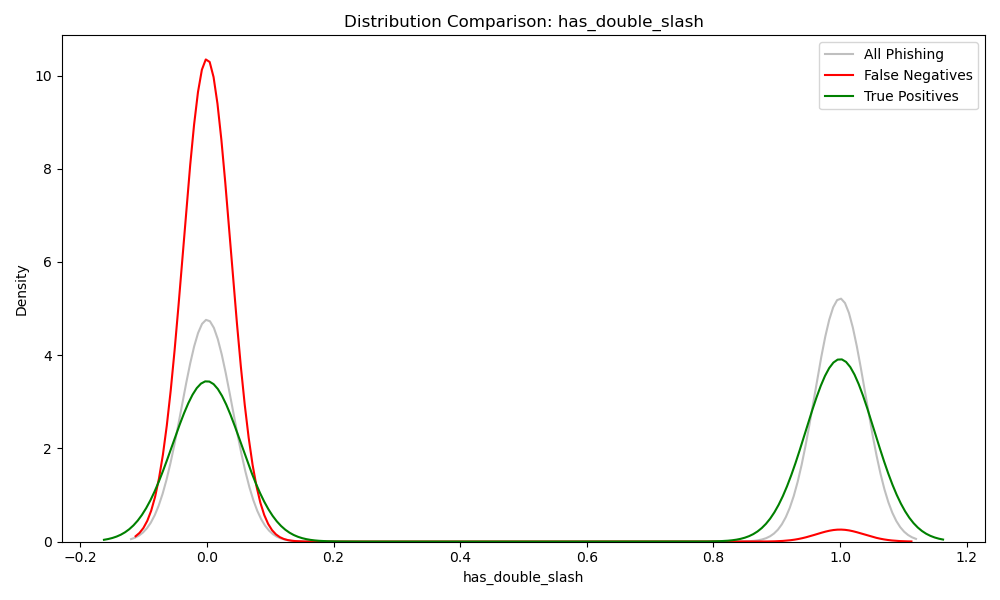 Distribution Comparison: has_double_slash
All Phishing
False Negatives
True Positives
Density
10
8
6
4
2
0
−0.2 0.0 0.2 0.4 0.6 0.8 1.0 1.2
has_double_slash